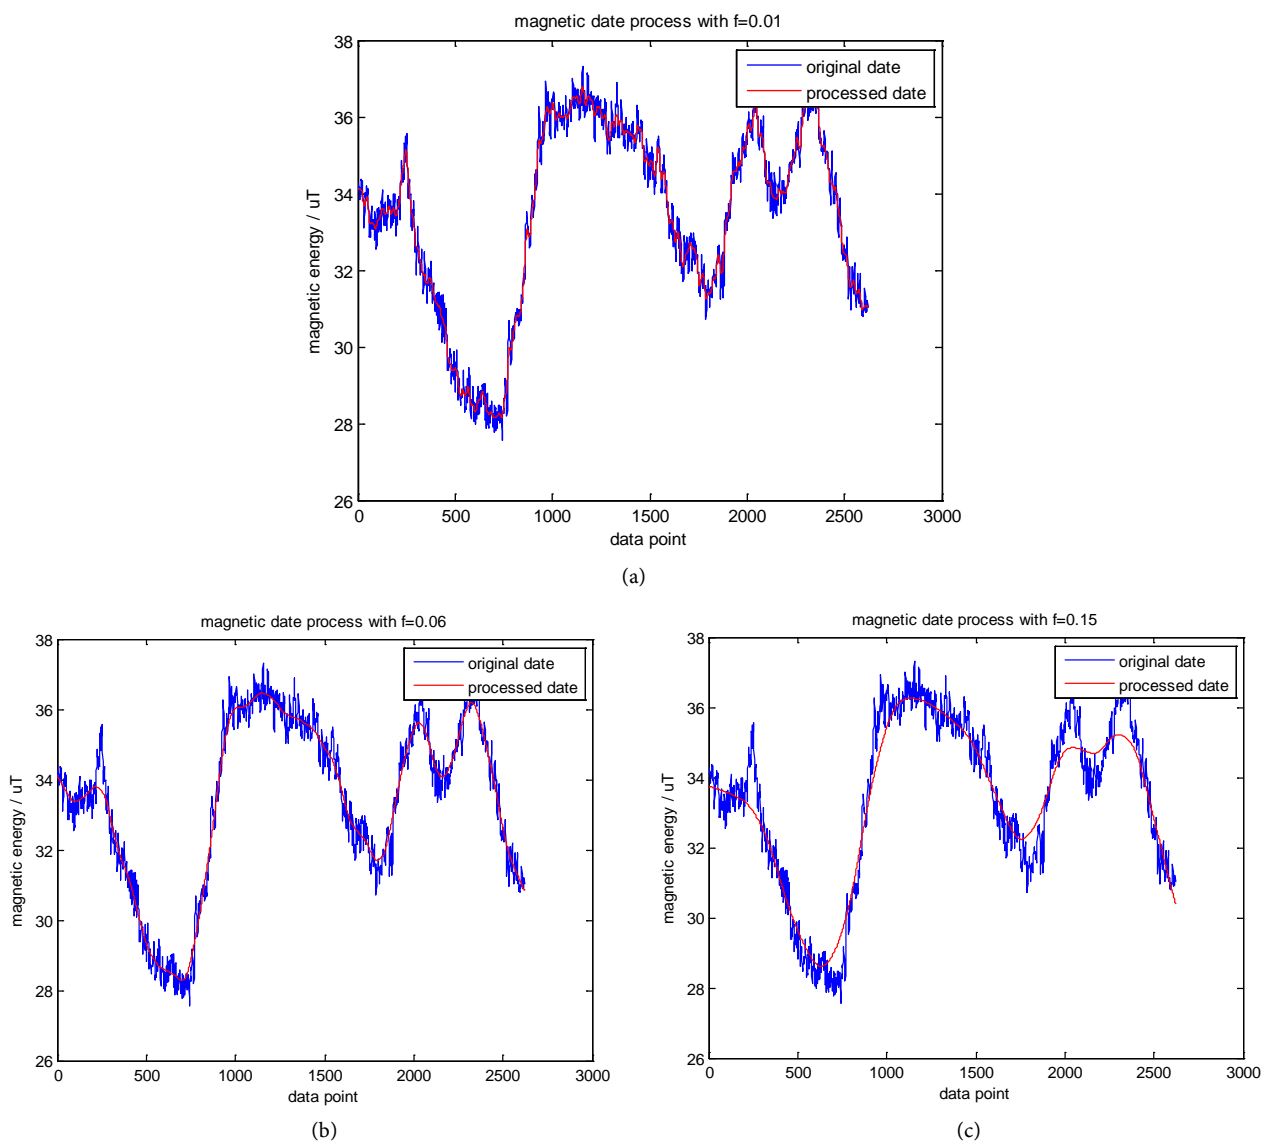 magnetic date process with f=0.01
original date
processed date
38
36
34
32
30
28
26
magnetic energy / uT
0 500 1000 1500 2000 2500 3000
data point
(a)
magnetic date process with f=0.06
original date
processed date
38
36
34
32
30
28
26
magnetic energy / uT
0 500 1000 1500 2000 2500 3000
data point
(b)
magnetic date process with f=0.15
original date
processed date
38
36
34
32
30
28
26
magnetic energy / uT
0 500 1000 1500 2000 2500 3000
data point
(c)